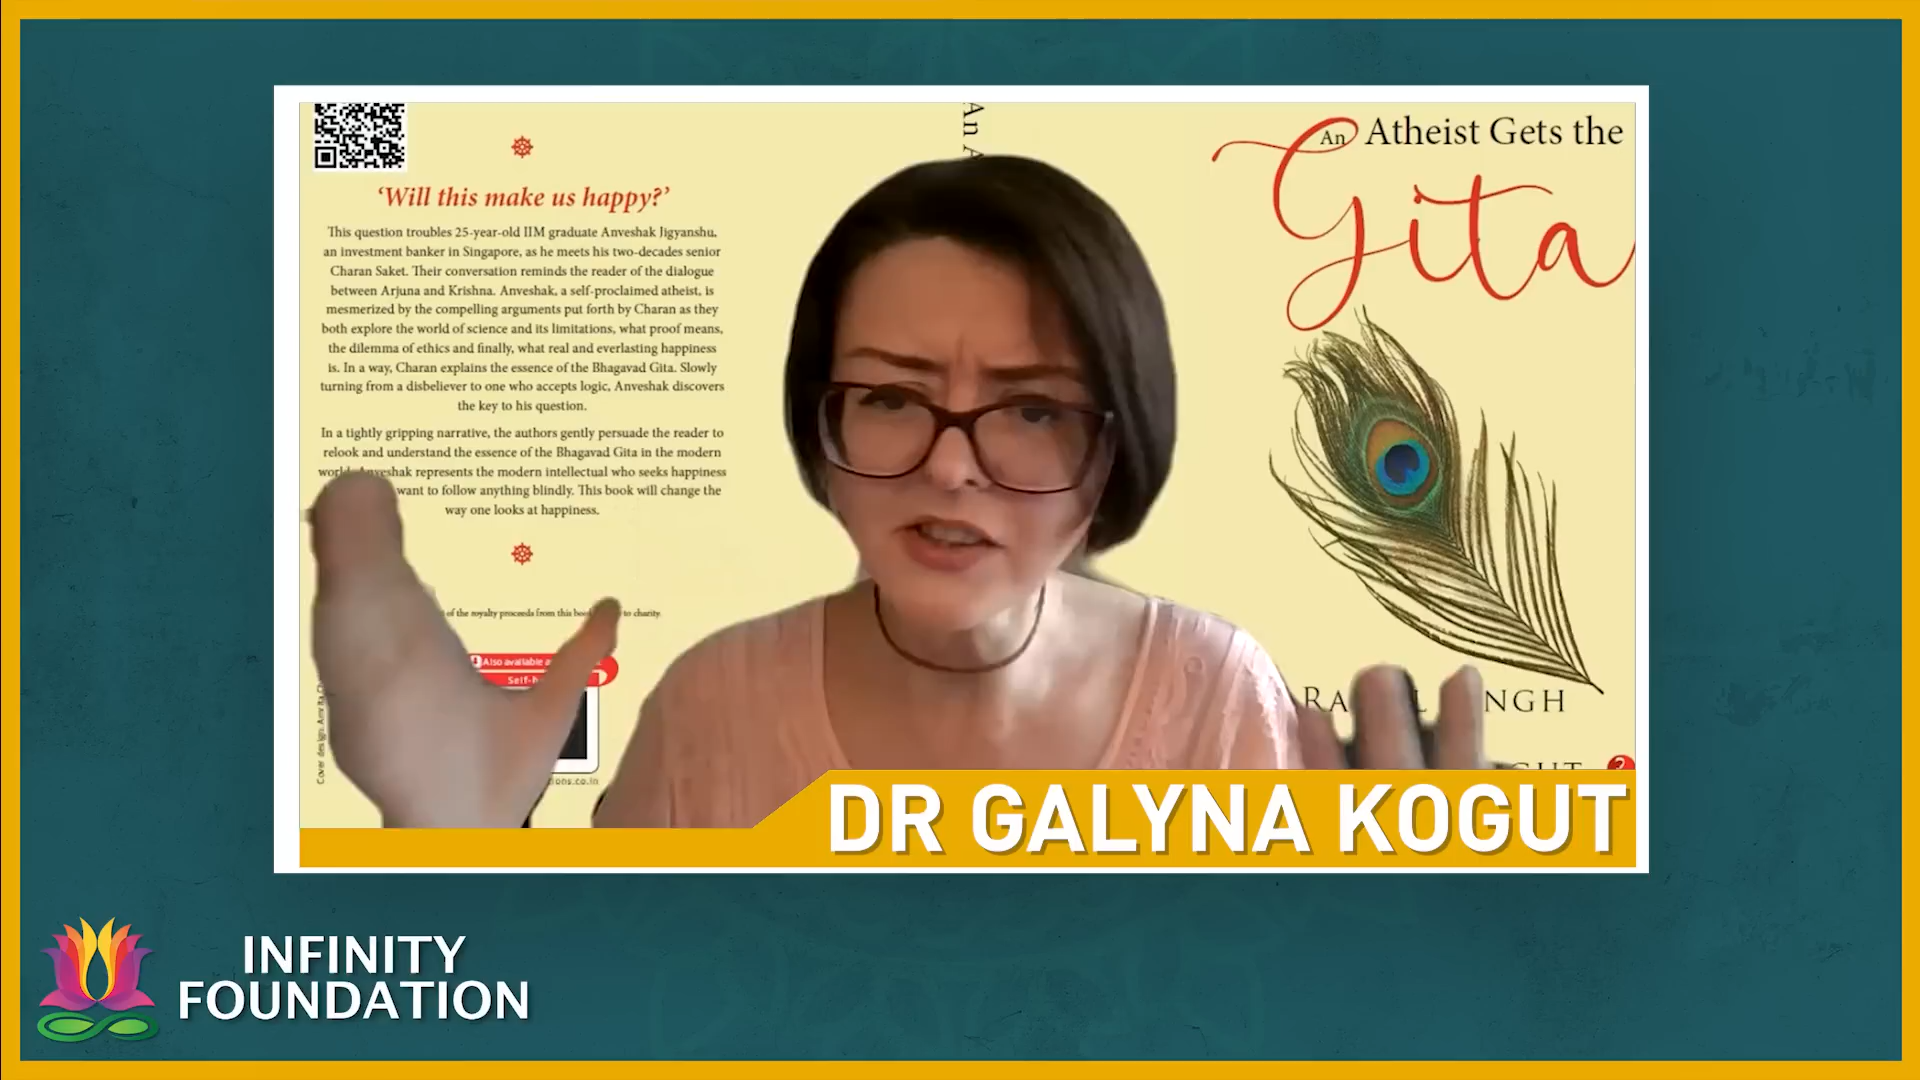 ‘Will this make us happy?’
This question troubles 25-year-old IIM graduate Anveshak Jigyanshu,
an investment banker in Singapore, as he meets his two-decades senior
Charan Saket. Their conversation reminds the reader of the dialogue
between Arjuna and Krishna. Anveshak, a self-proclaimed atheist, is
mesmerized by the compelling arguments put forth by Charan as they
both explore the world of science and its limitations, what proof means,
the dilemma of ethics and finally, what real and everlasting happiness
is. In a way, Charan explains the essence of the Bhagavad Gita. Slowly
turning from a disbeliever to one who accepts logic, Anveshak discovers
the key to his question.
In a tightly gripping narrative, the authors gently persuade the reader to
relook and understand the essence of the Bhagavad Gita in the modern
represents the modern intellectual who seeks happiness
want to follow anything blindly. This book will change the
way one looks at happiness.
of the royalty proceeds from this to charity.
Also available
Cover design:
An
An Atheist Gets the
Gita
DR GALYNA KOGUT
INFINITY
FOUNDATION